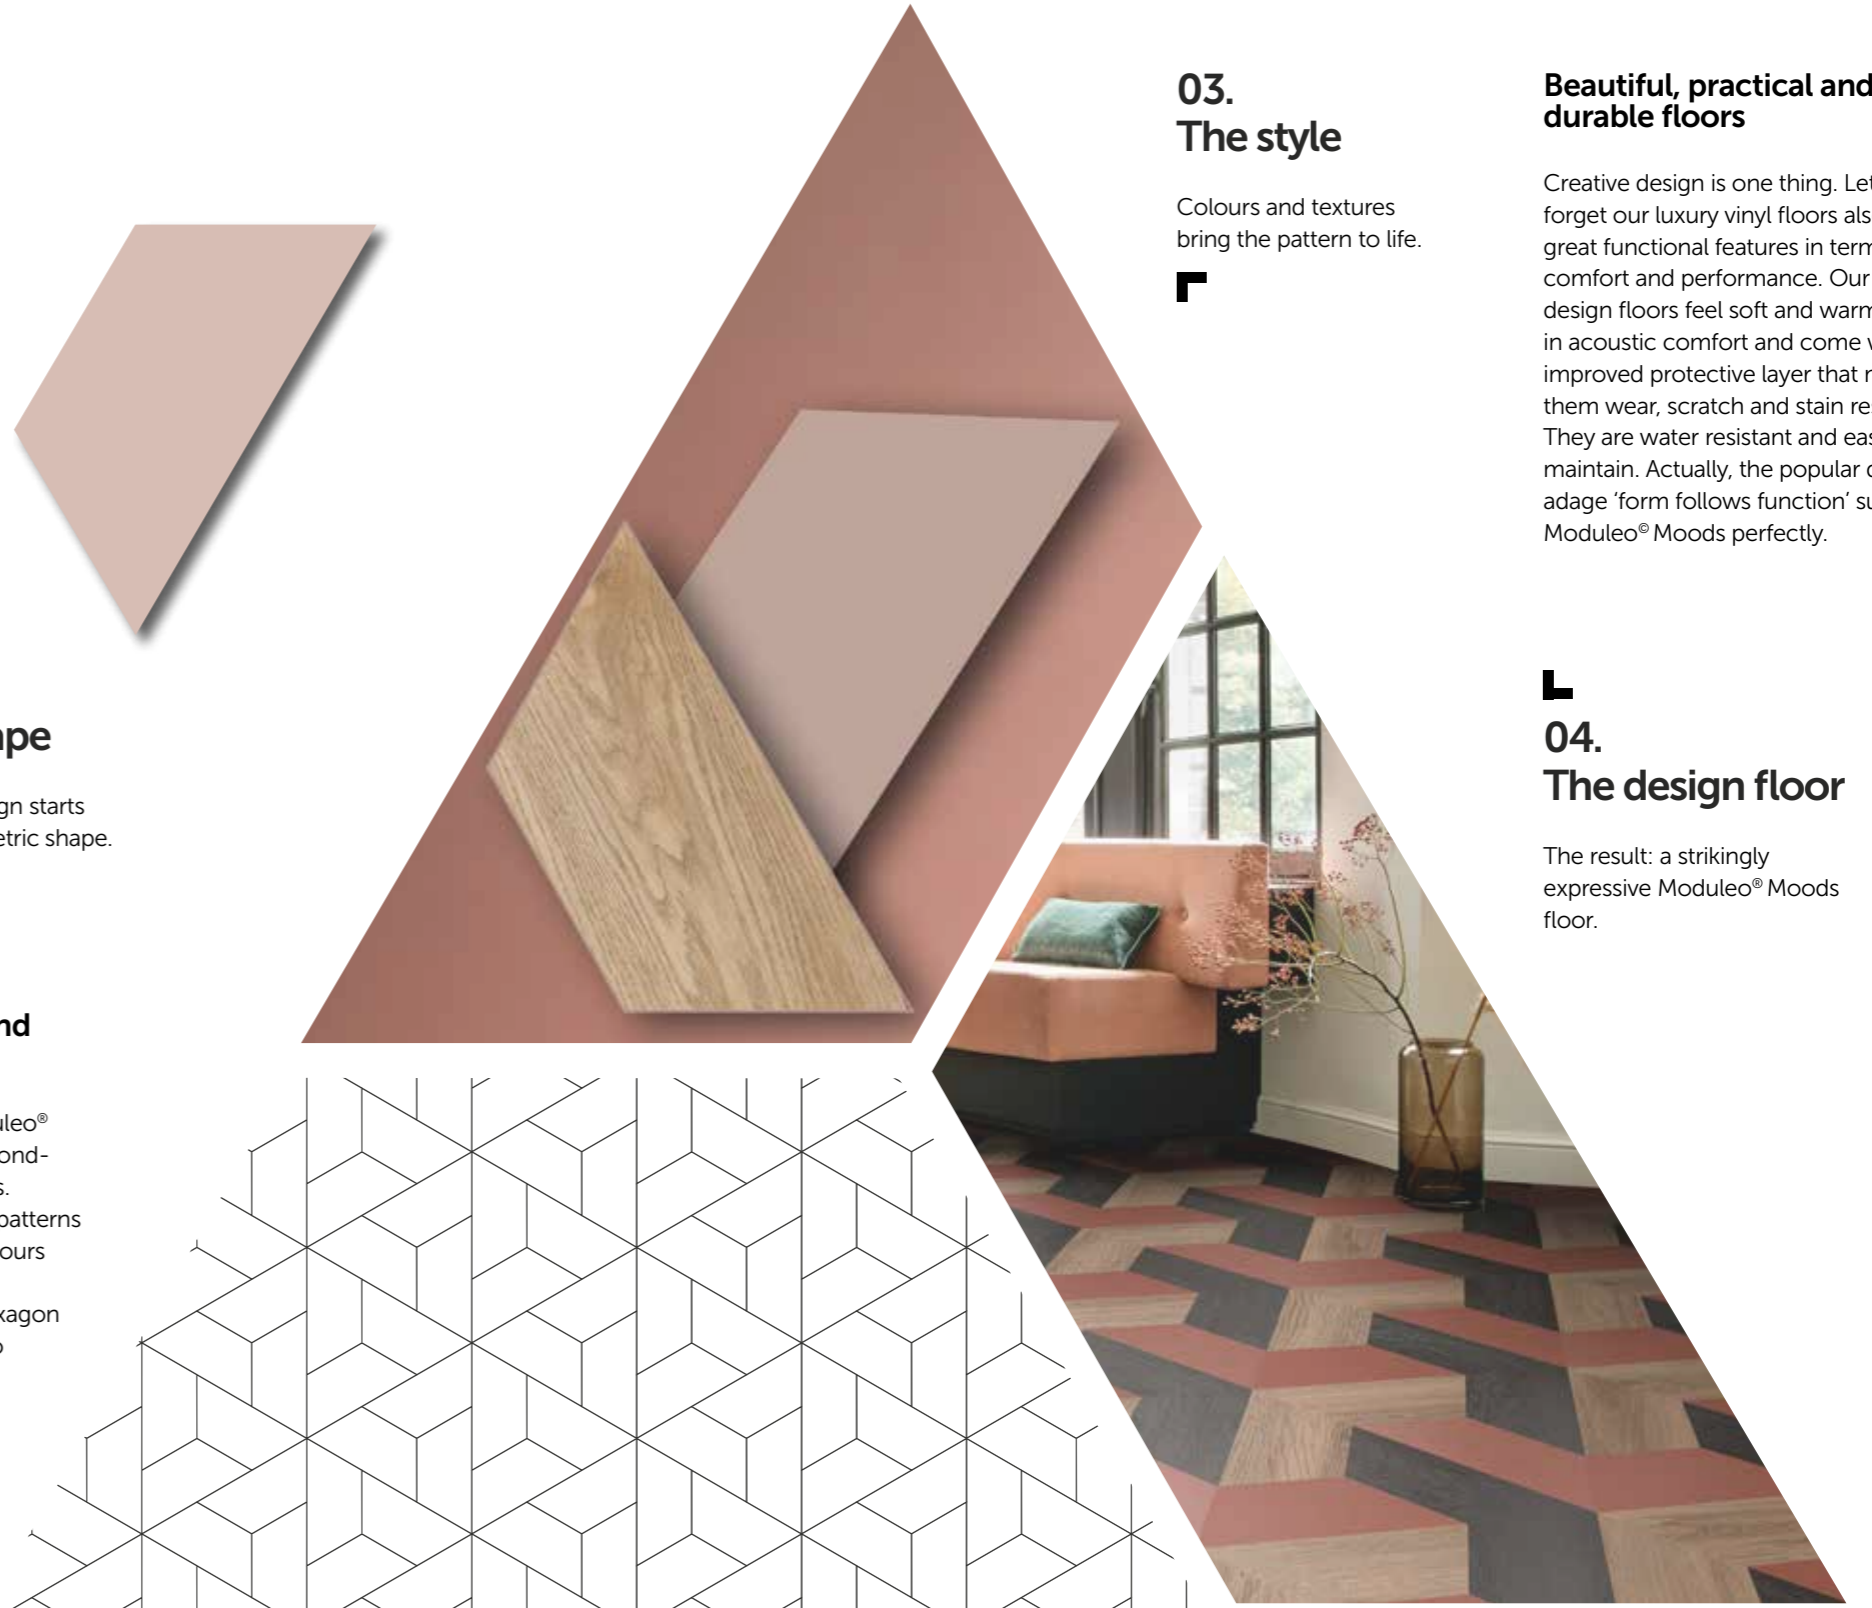 03.
The style
Colours and textures
bring the pattern to life.
Beautiful, practical and
durable floors
Creative design is one thing. Let
forget our luxury vinyl floors als
great functional features in term
comfort and performance. Our
design floors feel soft and warm
in acoustic comfort and come w
improved protective layer that
them wear, scratch and stain res
They are water resistant and eas
maintain. Actually, the popular
adage ‘form follows function’ su
Moduleo© Moods perfectly.
04.
The design floor
The result: a strikingly
expressive Moduleo® Moods
floor.
ape
gn starts
etric shape.
nd
uleo®
ond-
s.
patterns
ours
xagon
o